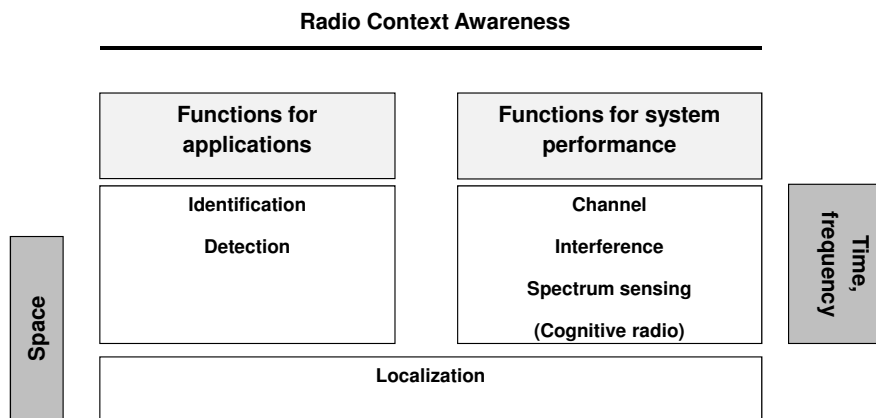 Radio Context Awareness
Functions for
applications
Functions for system
performance
Identification
Detection
Channel
Interference
Spectrum sensing
(Cognitive radio)
Space
Time,
frequency
Localization